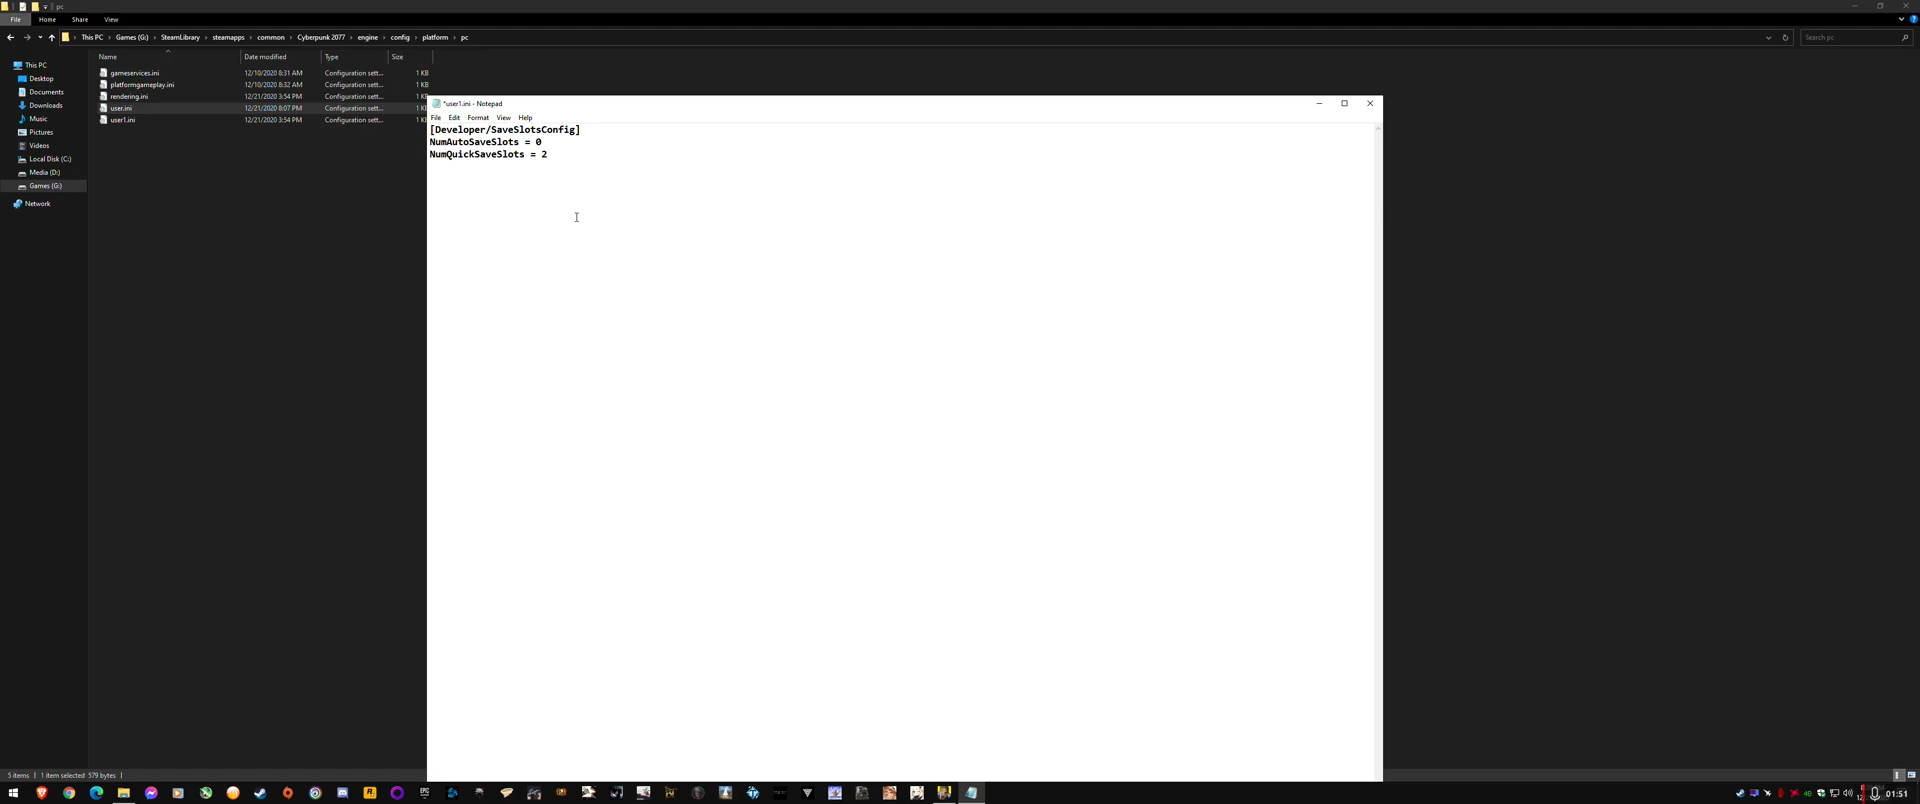 pc
File Home Share View
This PC > Games (G:) > SteamLibrary > steamapps > common > Cyberpunk 2077 > engine > config > platform > pc
Search pc
This PC
Desktop
Documents
Downloads
Music
Pictures
Videos
Local Disk (C:)
Media (D:)
Games (G:)
Network
Name Date modified Type Size
gameservices.ini 12/10/2020 8:31 AM Configuration sett... 1 KB
platformgameplay.ini 12/10/2020 8:32 AM Configuration sett... 1 KB
rendering.ini 12/21/2020 3:54 PM Configuration sett... 1 KB
user.ini 12/21/2020 8:07 PM Configuration sett...
user1.ini 12/21/2020 3:54 PM Configuration sett...
*user1.ini - Notepad
File Edit Format View Help
[Developer/SaveSlotsConfig]
NumAutoSaveSlots = 0
NumQuickSaveSlots = 2
5 items 1 item selected 579 bytes
EPIC
48
01:51